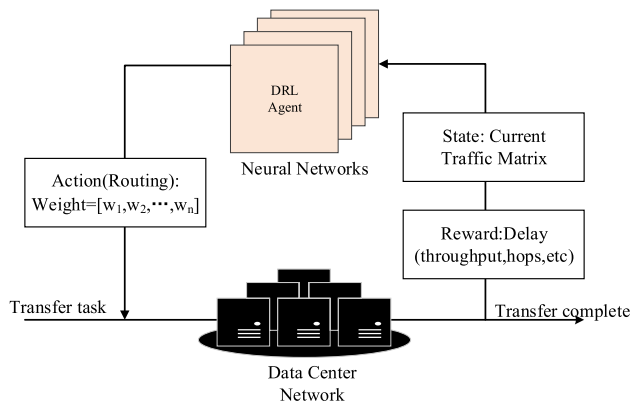 DRL
Agent
Neural Networks
State: Current
Traffic Matrix
Action(Routing):
Weight=[w₁,w₂,⋯,wₙ]
Reward:Delay
(throughput,hops,etc)
Transfer task
Transfer complete
Data Center
Network